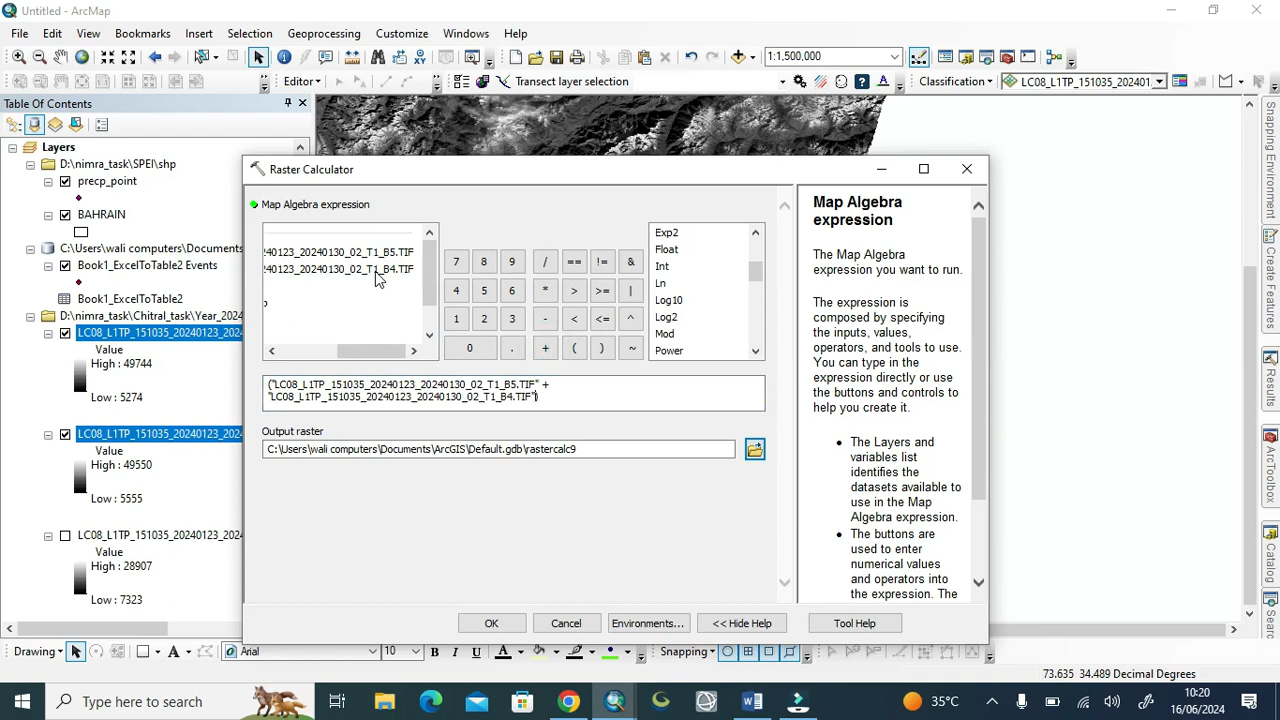 Untitled - ArcMap
File Edit View Bookmarks Insert Selection Geoprocessing Customize Windows Help
1:1,500,000
Editor Transect layer selection
Classification LC08_L1TP_151035_202401
Table Of Contents
Layers
D:\nimra_task\SPEI\shp
precp_point
BAHRAIN
C:\Users\wali computers\Documents
Book1_ExcelToTable2 Events
Book1_ExcelToTable2
D:\nimra_task\Chitral_task\Year_2024
LC08_L1TP_151035_20240123_202
Value
High : 49744
Low : 5274
LC08_L1TP_151035_20240123_202
Value
High : 49550
Low : 5555
LC08_L1TP_151035_20240123_202
Value
High : 28907
Low : 7323
Raster Calculator
Map Algebra expression
240123_20240130_02_T1_B5.TIF
240123_20240130_02_T1_B4.TIF
7 8 9 / == != &
4 5 6 * > >= |
1 2 3 - < <= ^
0 . + ( ) ~
Exp2
Float
Int
Ln
Log10
Log2
Mod
Power
("LC08_L1TP_151035_20240123_20240130_02_T1_B5.TIF" +
"LC08_L1TP_151035_20240123_20240130_02_T1_B4.TIF")
Output raster
C:\Users\wali computers\Documents\ArcGIS\Default.gdb\rastercalc9
OK Cancel Environments... << Hide Help Tool Help
Map Algebra
expression
The Map Algebra
expression you want to run.
The expression is
composed by specifying
the inputs, values,
operators, and tools to use.
You can type in the
expression directly or use
the buttons and controls to
help you create it.
The Layers and
variables list
identifies the
datasets available to
use in the Map
Algebra expression.
The buttons are
used to enter
numerical values
and operators into
the expression. The
Snapping Environment
Results
ArcToolbox
Catalog
Drawing Arial 10 B I U A Snapping
73.635 34.489 Decimal Degrees
Type here to search
35°C
10:20
16/06/2024